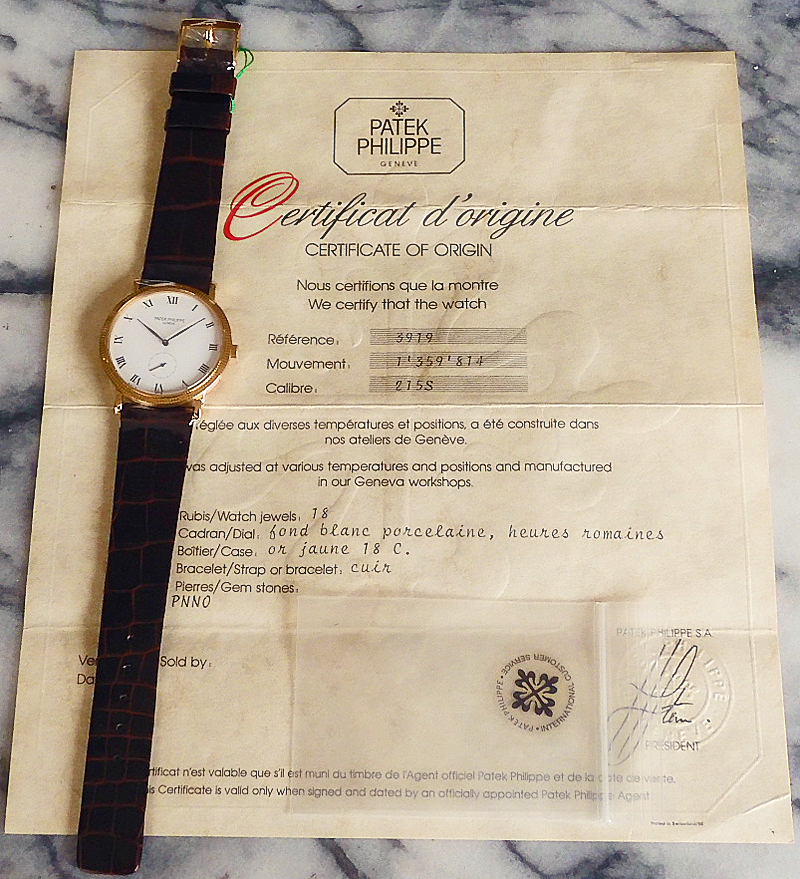 PATEK
PHILIPPE
GENÈVE
Certificat d'origine
CERTIFICATE OF ORIGIN
Nous certifions que la montre
We certify that the watch
Référence: 3919
Mouvement: 1'359'814
Calibre: 215S
réglée aux diverses températures et positions, a été construite dans
nos ateliers de Genève.
was adjusted at various temperatures and positions and manufactured
in our Geneva workshops.
Rubis/Watch jewels: 18
Cadran/Dial: fond blanc porcelaine, heures romaines
Boîtier/Case: or jaune 18 C.
Bracelet/Strap or bracelet: cuir
Pierres/Gem stones:
PNNO
Sold by:
PATEK PHILIPPE S.A.
PRESIDENT
PATEK PHILIPPE • INTERNATIONAL CUSTOMER SERVICE •
n'est valable que s'il est muni du timbre de l'Agent officiel Patek Philippe et de la date de vente.
Certificate is valid only when signed and dated by an officially appointed Patek Philippe Agent
PATEK PHILIPPE
GENEVE
XII